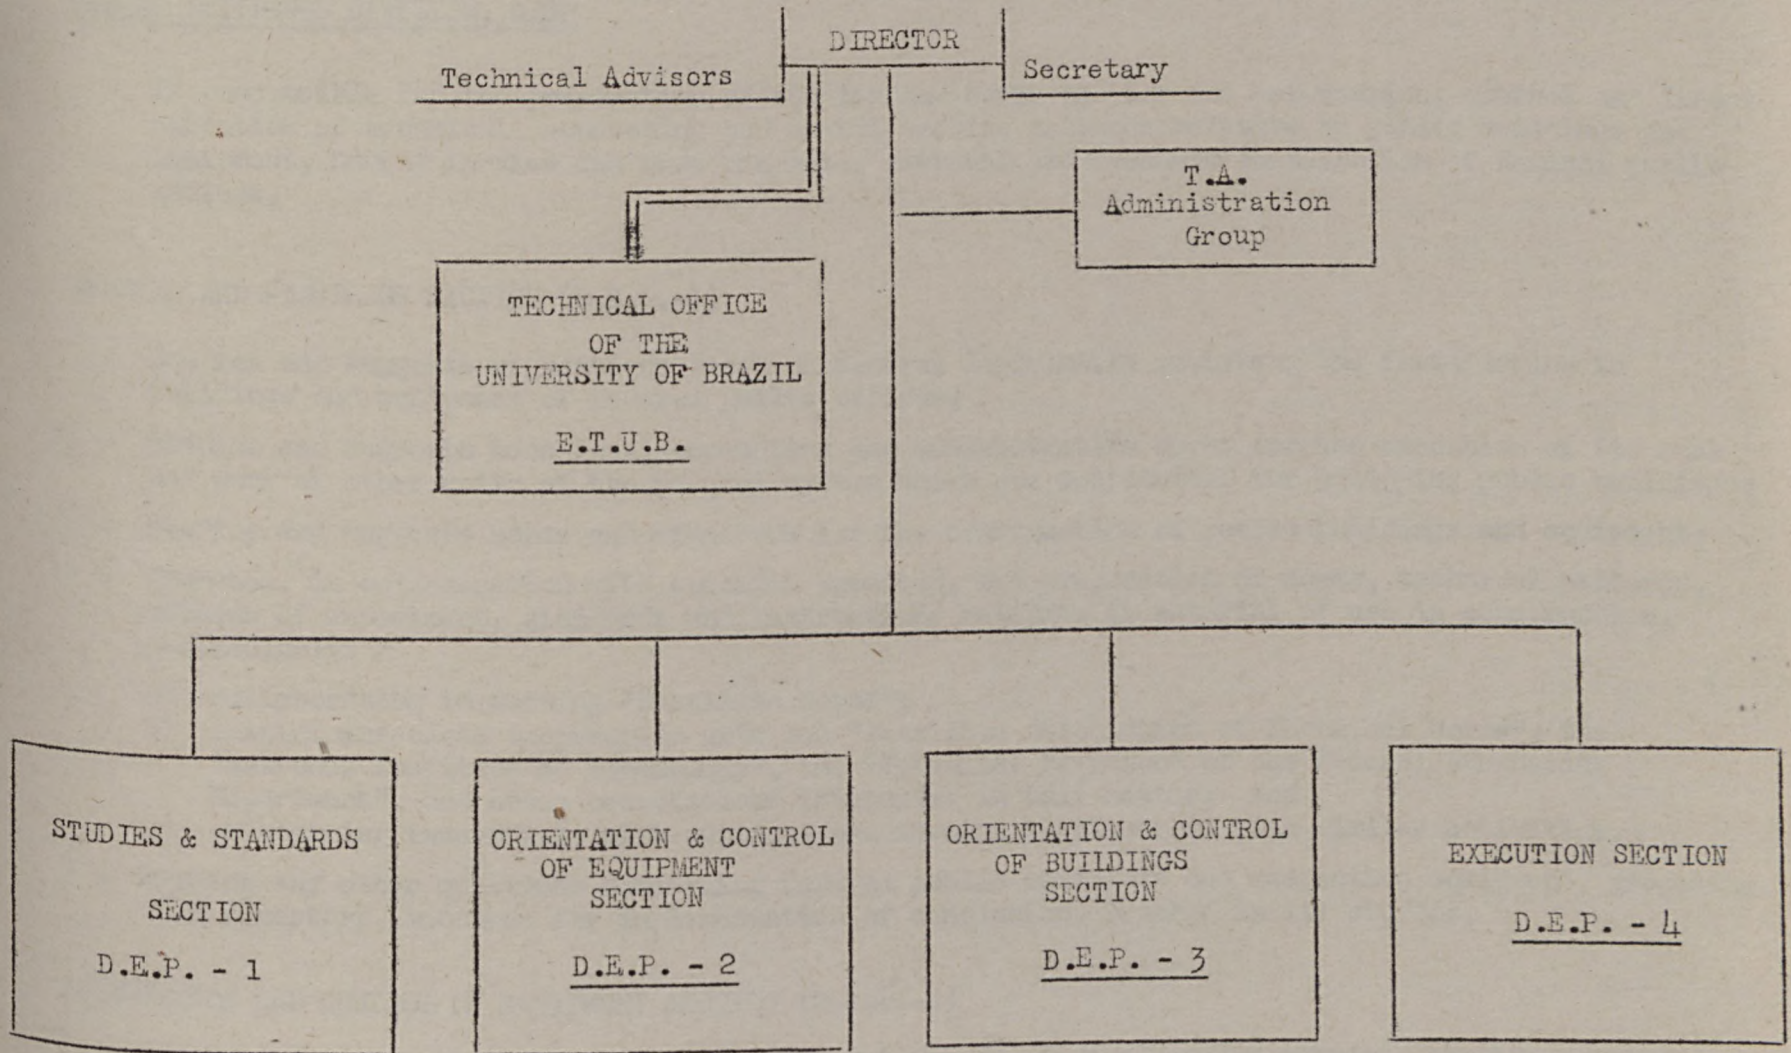 DIRECTOR
Technical Advisors
Secretary
T.A.
Administration
Group
TECHNICAL OFFICE
OF THE
UNIVERSITY OF BRAZIL
E.T.U.B.
STUDIES & STANDARDS
SECTION
D.E.P. - 1
ORIENTATION & CONTROL
OF EQUIPMENT
SECTION
D.E.P. - 2
ORIENTATION & CONTROL
OF BUILDINGS
SECTION
D.E.P. - 3
EXECUTION SECTION
D.E.P. - 4